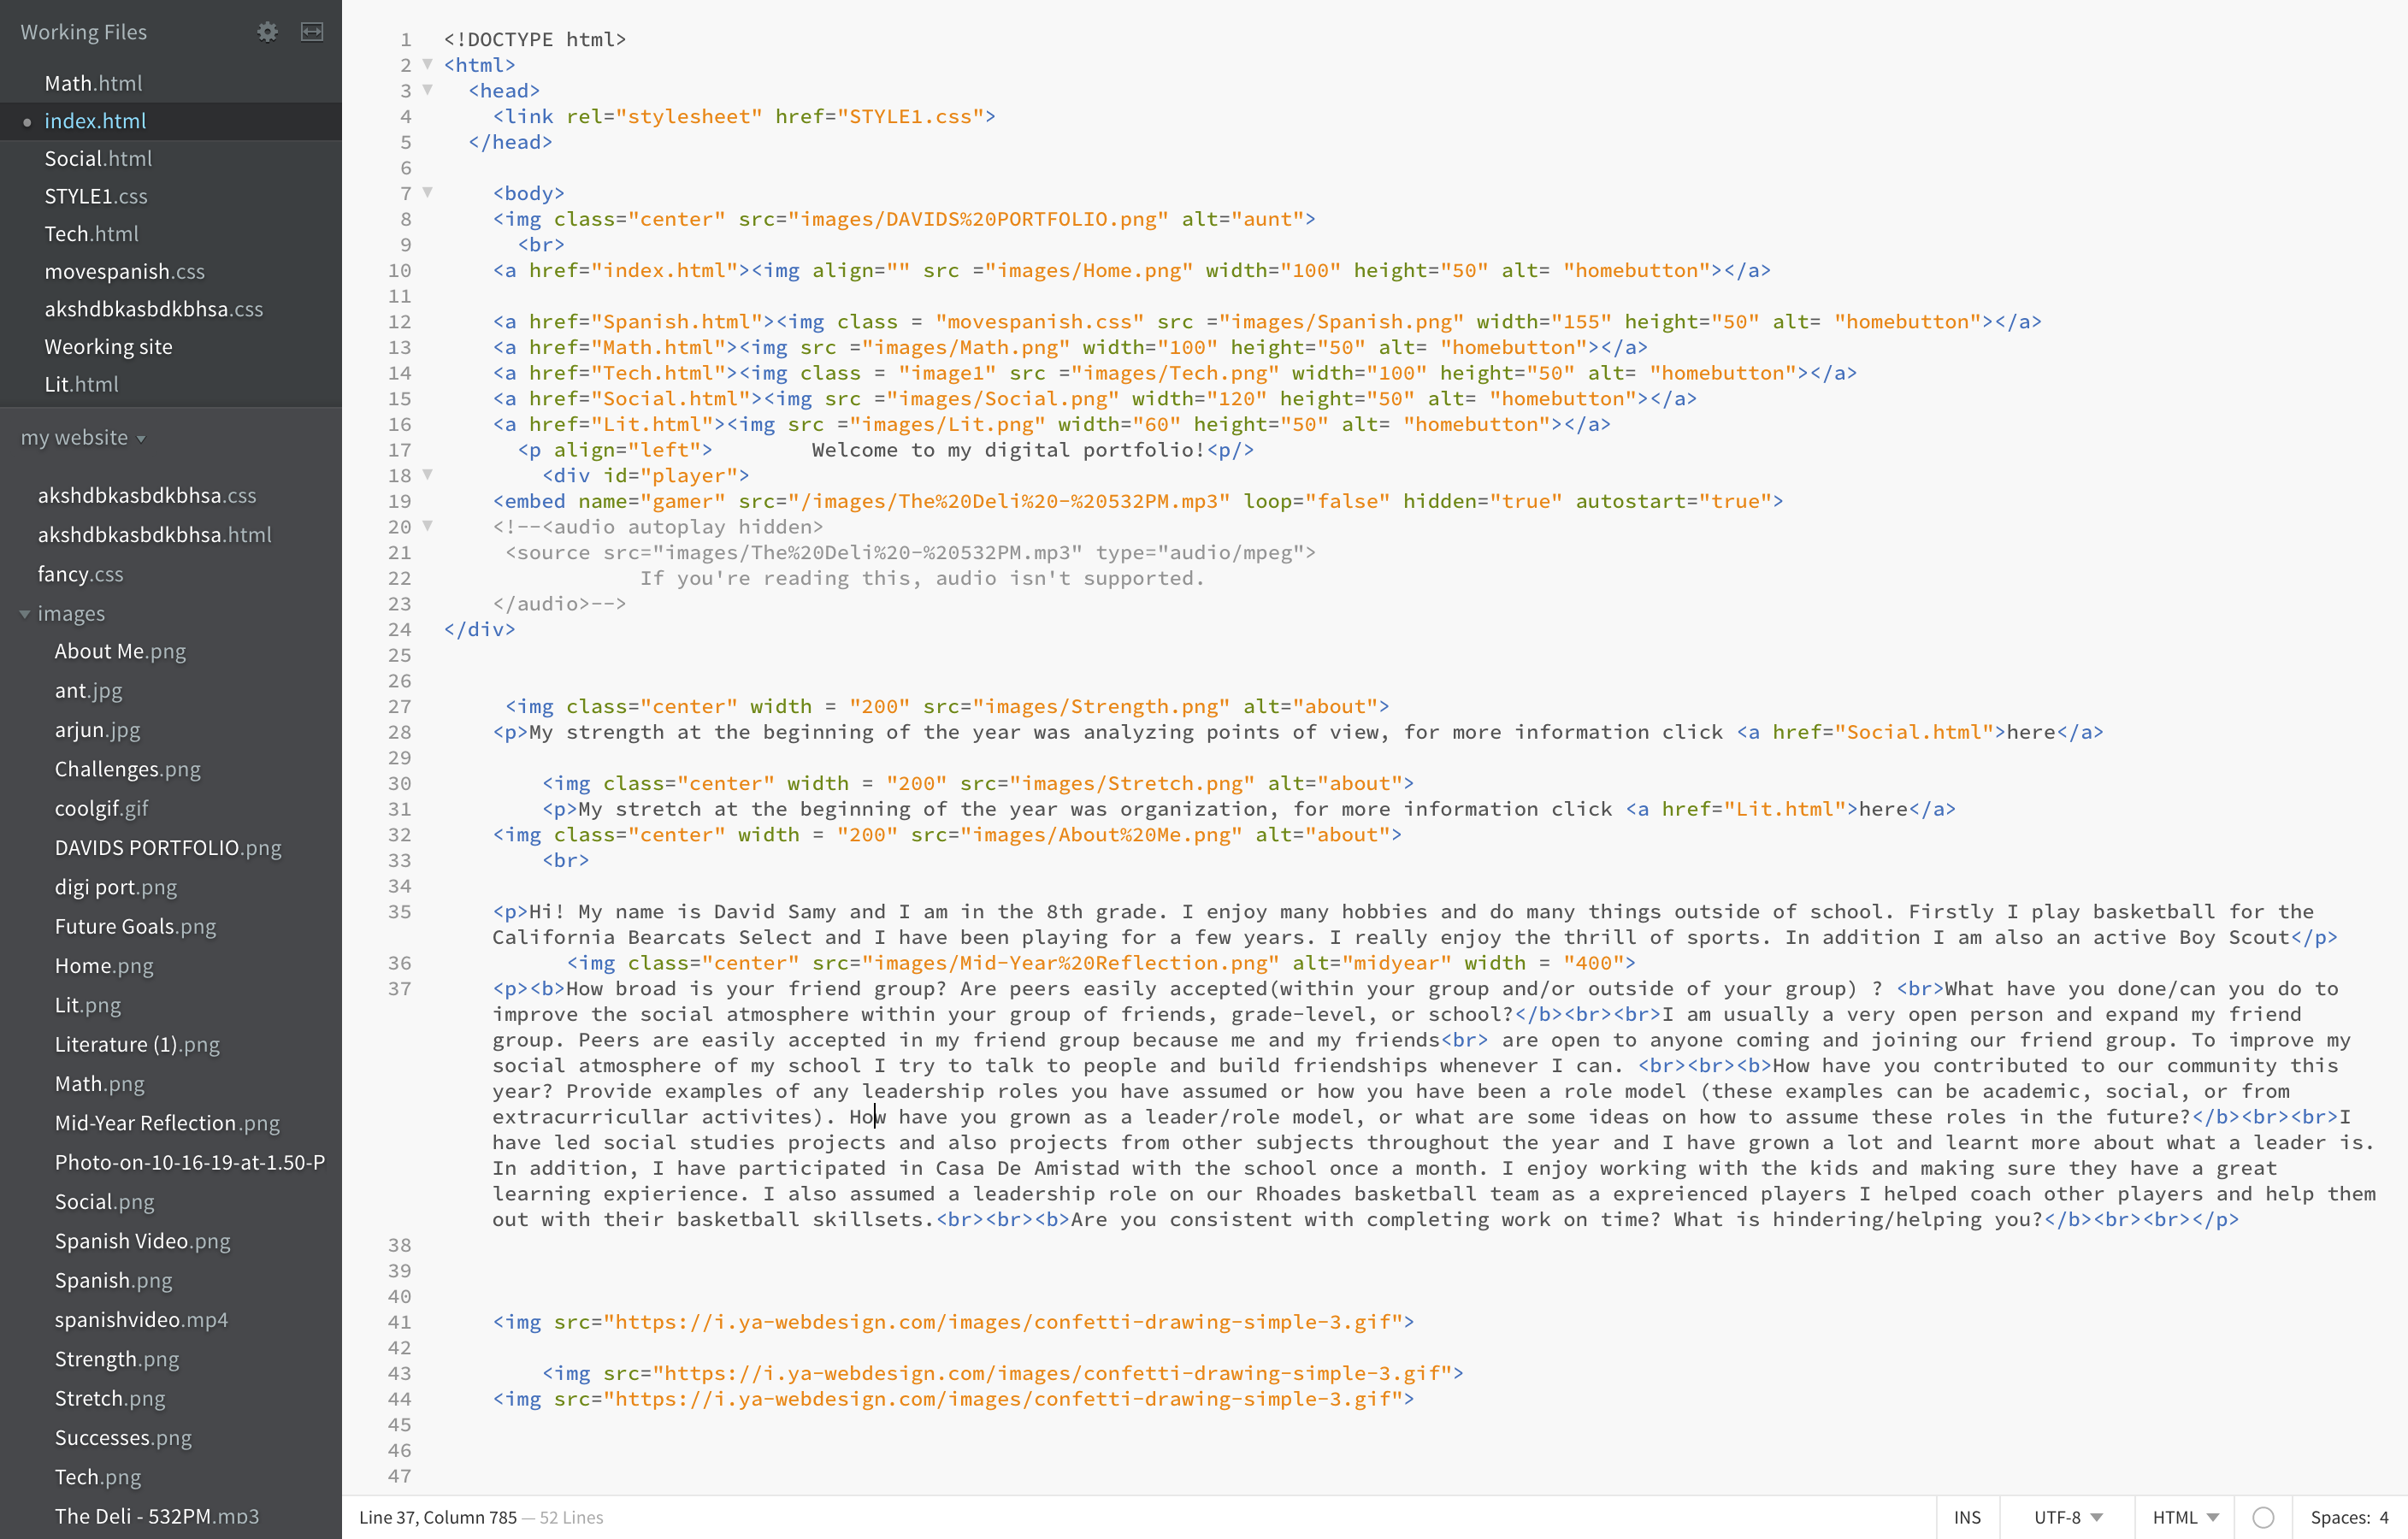 Working Files
Math.html
index.html
Social.html
STYLE1.css
Tech.html
movespanish.css
akshdbkasbdkbhsa.css
Weorking site
Lit.html
my website
akshdbkasbdkbhsa.css
akshdbkasbdkbhsa.html
fancy.css
images
About Me.png
ant.jpg
arjun.jpg
Challenges.png
coolgif.gif
DAVIDS PORTFOLIO.png
digi port.png
Future Goals.png
Home.png
Lit.png
Literature (1).png
Math.png
Mid-Year Reflection.png
Photo-on-10-16-19-at-1.50-P
Social.png
Spanish Video.png
Spanish.png
spanishvideo.mp4
Strength.png
Stretch.png
Successes.png
Tech.png
The Deli - 532PM.mp3
1 <!DOCTYPE html>
2 <html>
3 <head>
4 <link rel="stylesheet" href="STYLE1.css">
5 </head>
6
7 <body>
8 <img class="center" src="images/DAVIDS%20PORTFOLIO.png" alt="aunt">
9 <br>
10 <a href="index.html"><img align="" src ="images/Home.png" width="100" height="50" alt= "homebutton"></a>
11
12 <a href="Spanish.html"><img class = "movespanish.css" src ="images/Spanish.png" width="155" height="50" alt= "homebutton"></a>
13 <a href="Math.html"><img src ="images/Math.png" width="100" height="50" alt= "homebutton"></a>
14 <a href="Tech.html"><img class = "image1" src ="images/Tech.png" width="100" height="50" alt= "homebutton"></a>
15 <a href="Social.html"><img src ="images/Social.png" width="120" height="50" alt= "homebutton"></a>
16 <a href="Lit.html"><img src ="images/Lit.png" width="60" height="50" alt= "homebutton"></a>
17 <p align="left"> Welcome to my digital portfolio!<p/>
18 <div id="player">
19 <embed name="gamer" src="/images/The%20Deli%20-%20532PM.mp3" loop="false" hidden="true" autostart="true">
20 <!--<audio autoplay hidden>
21 <source src="images/The%20Deli%20-%20532PM.mp3" type="audio/mpeg">
22 If you're reading this, audio isn't supported.
23 </audio>-->
24 </div>
25
26
27 <img class="center" width = "200" src="images/Strength.png" alt="about">
28 <p>My strength at the beginning of the year was analyzing points of view, for more information click <a href="Social.html">here</a>
29
30 <img class="center" width = "200" src="images/Stretch.png" alt="about">
31 <p>My stretch at the beginning of the year was organization, for more information click <a href="Lit.html">here</a>
32 <img class="center" width = "200" src="images/About%20Me.png" alt="about">
33 <br>
34
35 <p>Hi! My name is David Samy and I am in the 8th grade. I enjoy many hobbies and do many things outside of school. Firstly I play basketball for the
California Bearcats Select and I have been playing for a few years. I really enjoy the thrill of sports. In addition I am also an active Boy Scout</p>
36 <img class="center" src="images/Mid-Year%20Reflection.png" alt="midyear" width = "400">
37 <p><b>How broad is your friend group? Are peers easily accepted(within your group and/or outside of your group) ? <br>What have you done/can you do to
improve the social atmosphere within your group of friends, grade-level, or school?</b><br><br>I am usually a very open person and expand my friend
group. Peers are easily accepted in my friend group because me and my friends<br> are open to anyone coming and joining our friend group. To improve my
social atmosphere of my school I try to talk to people and build friendships whenever I can. <br><br><b>How have you contributed to our community this
year? Provide examples of any leadership roles you have assumed or how you have been a role model (these examples can be academic, social, or from
extracurricullar activites). How have you grown as a leader/role model, or what are some ideas on how to assume these roles in the future?</b><br><br>I
have led social studies projects and also projects from other subjects throughout the year and I have grown a lot and learnt more about what a leader is.
In addition, I have participated in Casa De Amistad with the school once a month. I enjoy working with the kids and making sure they have a great
learning expierience. I also assumed a leadership role on our Rhoades basketball team as a expreienced players I helped coach other players and help them
out with their basketball skillsets.<br><br><b>Are you consistent with completing work on time? What is hindering/helping you?</b><br><br></p>
38
39
40
41 <img src="https://i.ya-webdesign.com/images/confetti-drawing-simple-3.gif">
42
43 <img src="https://i.ya-webdesign.com/images/confetti-drawing-simple-3.gif">
44 <img src="https://i.ya-webdesign.com/images/confetti-drawing-simple-3.gif">
45
46
47
Line 37, Column 785 — 52 Lines
INS UTF-8 HTML Spaces: 4